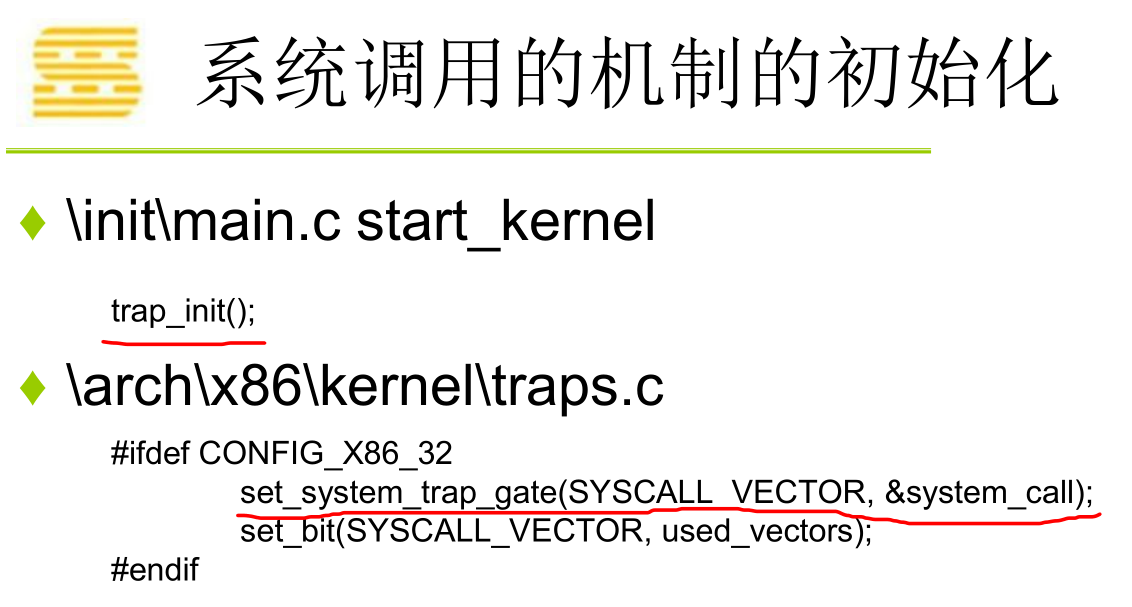 系统调用的机制的初始化
\init\main.c start_kernel
trap_init();
\arch\x86\kernel\traps.c
#ifdef CONFIG_X86_32
set_system_trap_gate(SYSCALL_VECTOR, &system_call);
set_bit(SYSCALL_VECTOR, used_vectors);
#endif